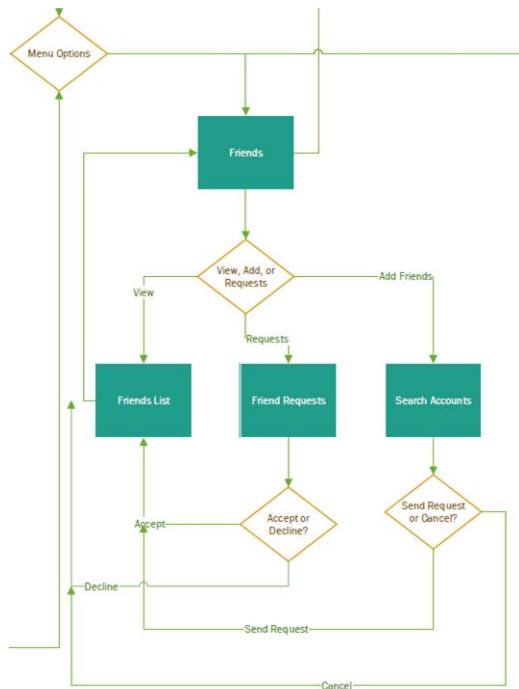 Menu Options
Friends
View, Add, or
Requests
View
Add Friends
Requests
Friends List
Friend Requests
Search Accounts
Accept
Accept or
Decline?
Send Request
or Cancel?
Decline
Send Request
Cancel